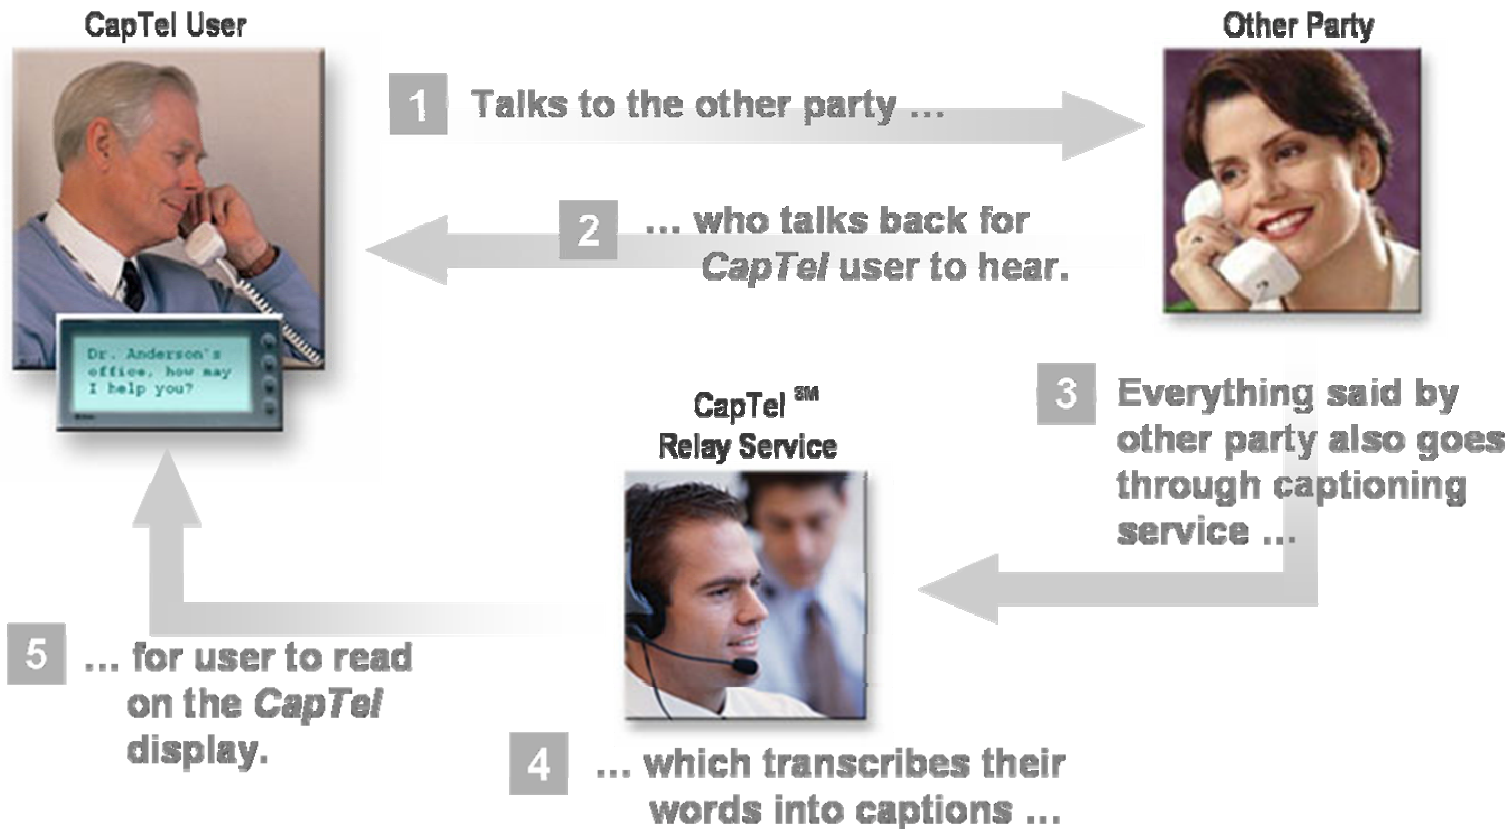 CapTel User
Other Party
1 Talks to the other party ...
2 ... who talks back for
CapTel user to hear.
Dr. Anderson's
office, how may
I help you?
3 Everything said by
other party also goes
through captioning
service ...
CapTel SM
Relay Service
4 ... which transcribes their
words into captions ...
5 ... for user to read
on the CapTel
display.